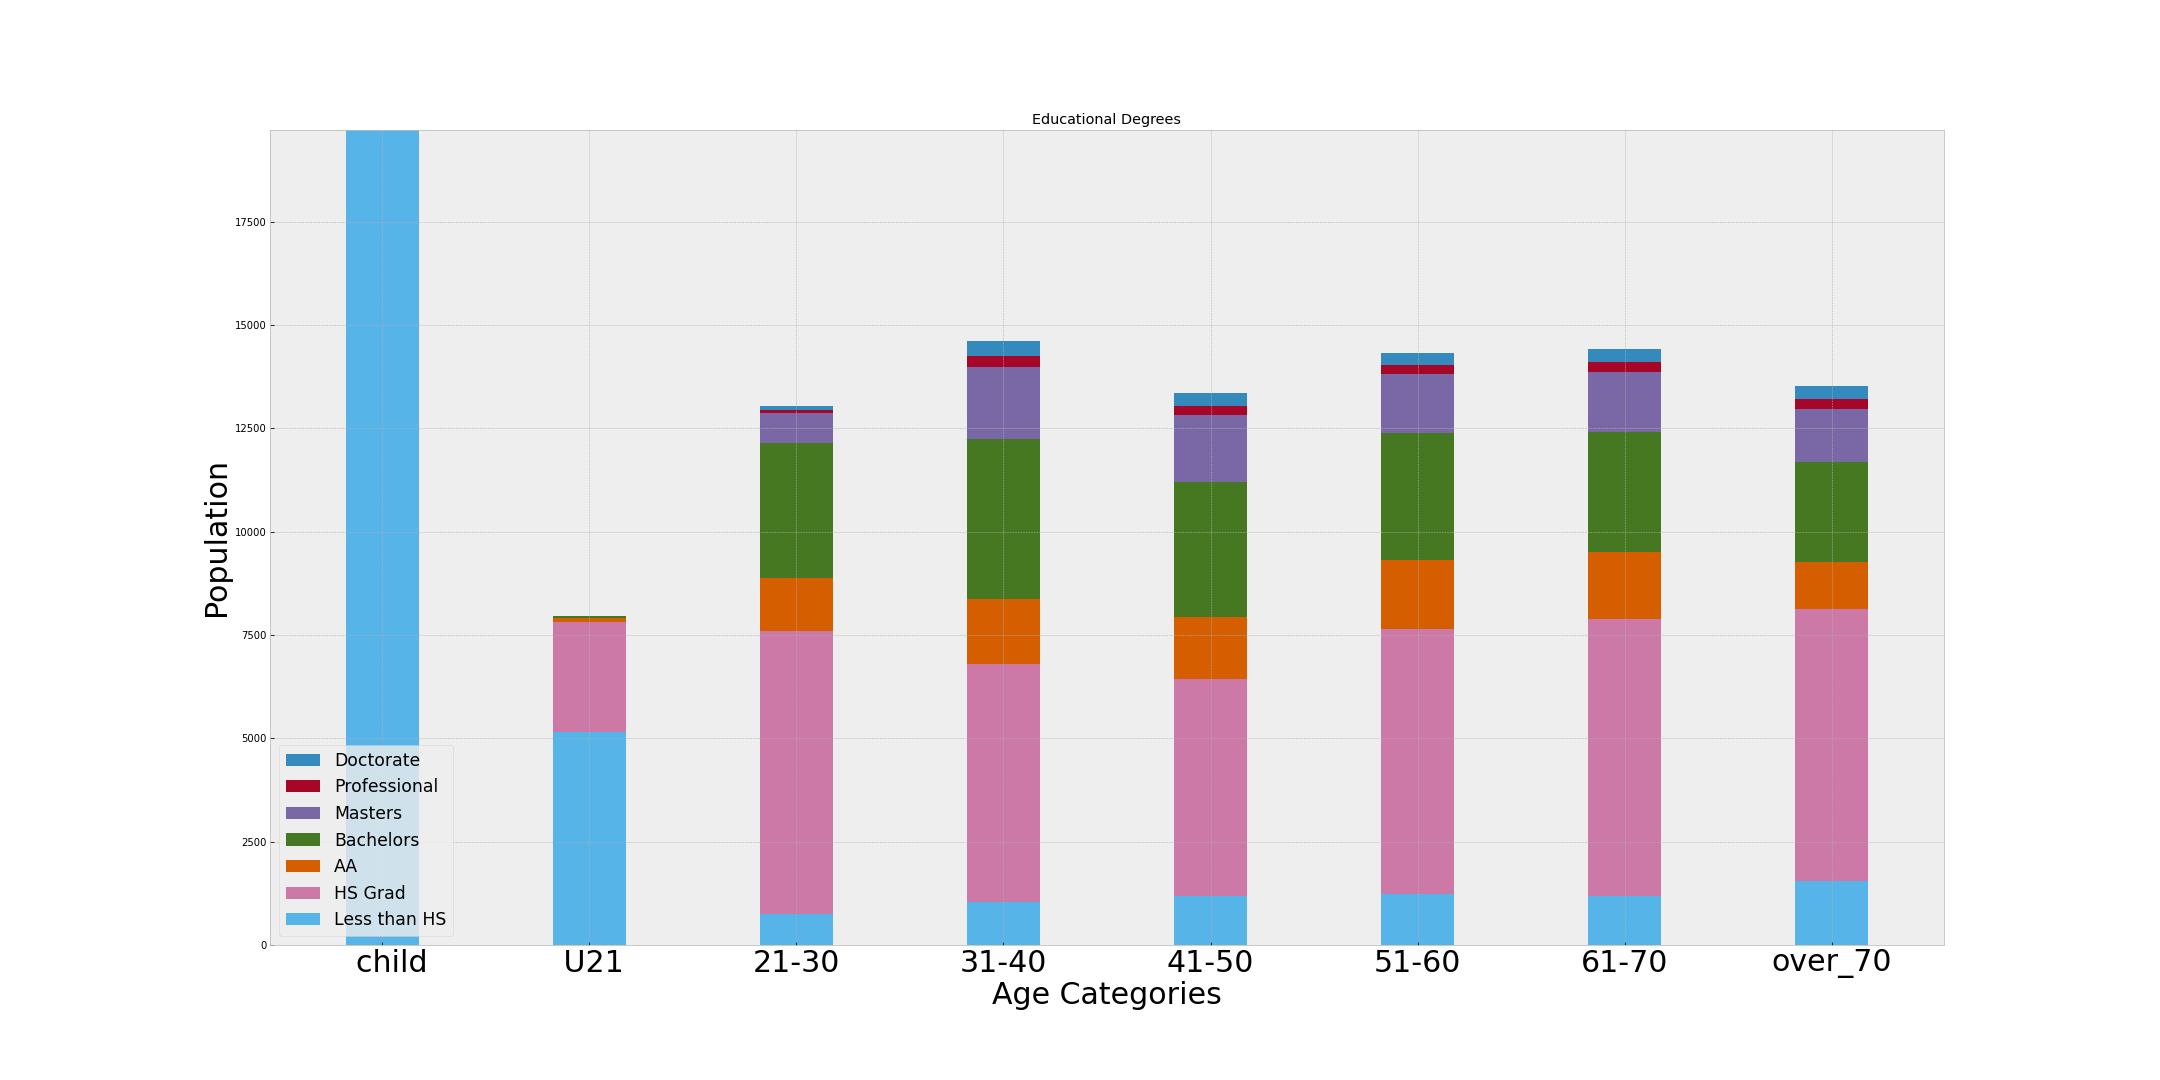 Educational Degrees
17500
15000
12500
10000
7500
5000
2500
0
Population
Doctorate
Professional
Masters
Bachelors
AA
HS Grad
Less than HS
child U21 21-30 31-40 41-50 51-60 61-70 over_70
Age Categories